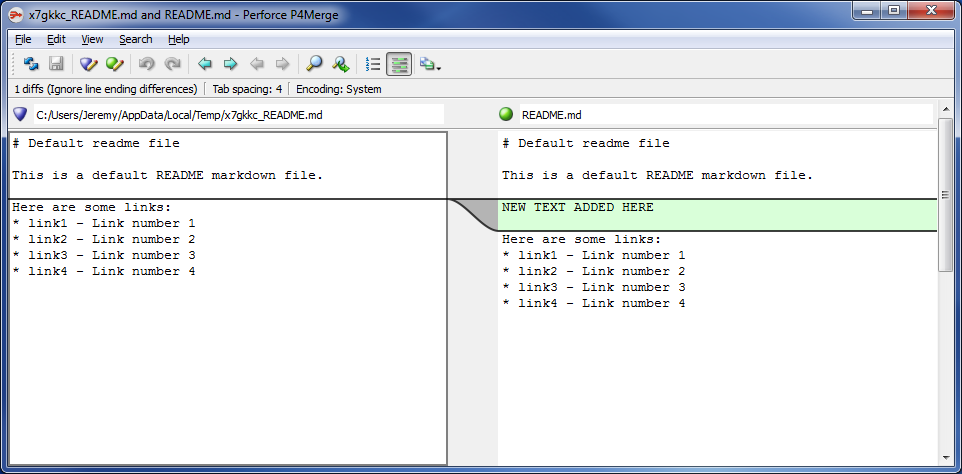 x7gkkc_README.md and README.md - Perforce P4Merge
File Edit View Search Help
1 diffs (Ignore line ending differences) Tab spacing: 4 Encoding: System
C:/Users/Jeremy/AppData/Local/Temp/x7gkkc_README.md
# Default readme file
This is a default README markdown file.
Here are some links:
* link1 - Link number 1
* link2 - Link number 2
* link3 - Link number 3
* link4 - Link number 4
README.md
# Default readme file
This is a default README markdown file.
NEW TEXT ADDED HERE
Here are some links:
* link1 - Link number 1
* link2 - Link number 2
* link3 - Link number 3
* link4 - Link number 4